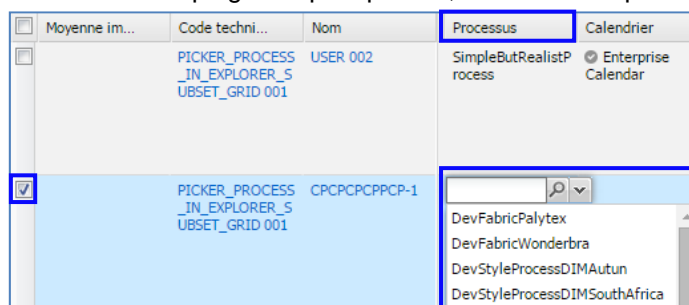 Moyenne im... Code techni... Nom Processus Calendrier
PICKER_PROCESS USER 002 SimpleButRealistP Enterprise
_IN_EXPLORER_S rocess Calendar
UBSET_GRID 001
PICKER_PROCESS CPCPCPCPPCP-1
_IN_EXPLORER_S
UBSET_GRID 001
DevFabricPalytex
DevFabricWonderbra
DevStyleProcessDIMAutun
DevStyleProcessDIMSouthAfrica